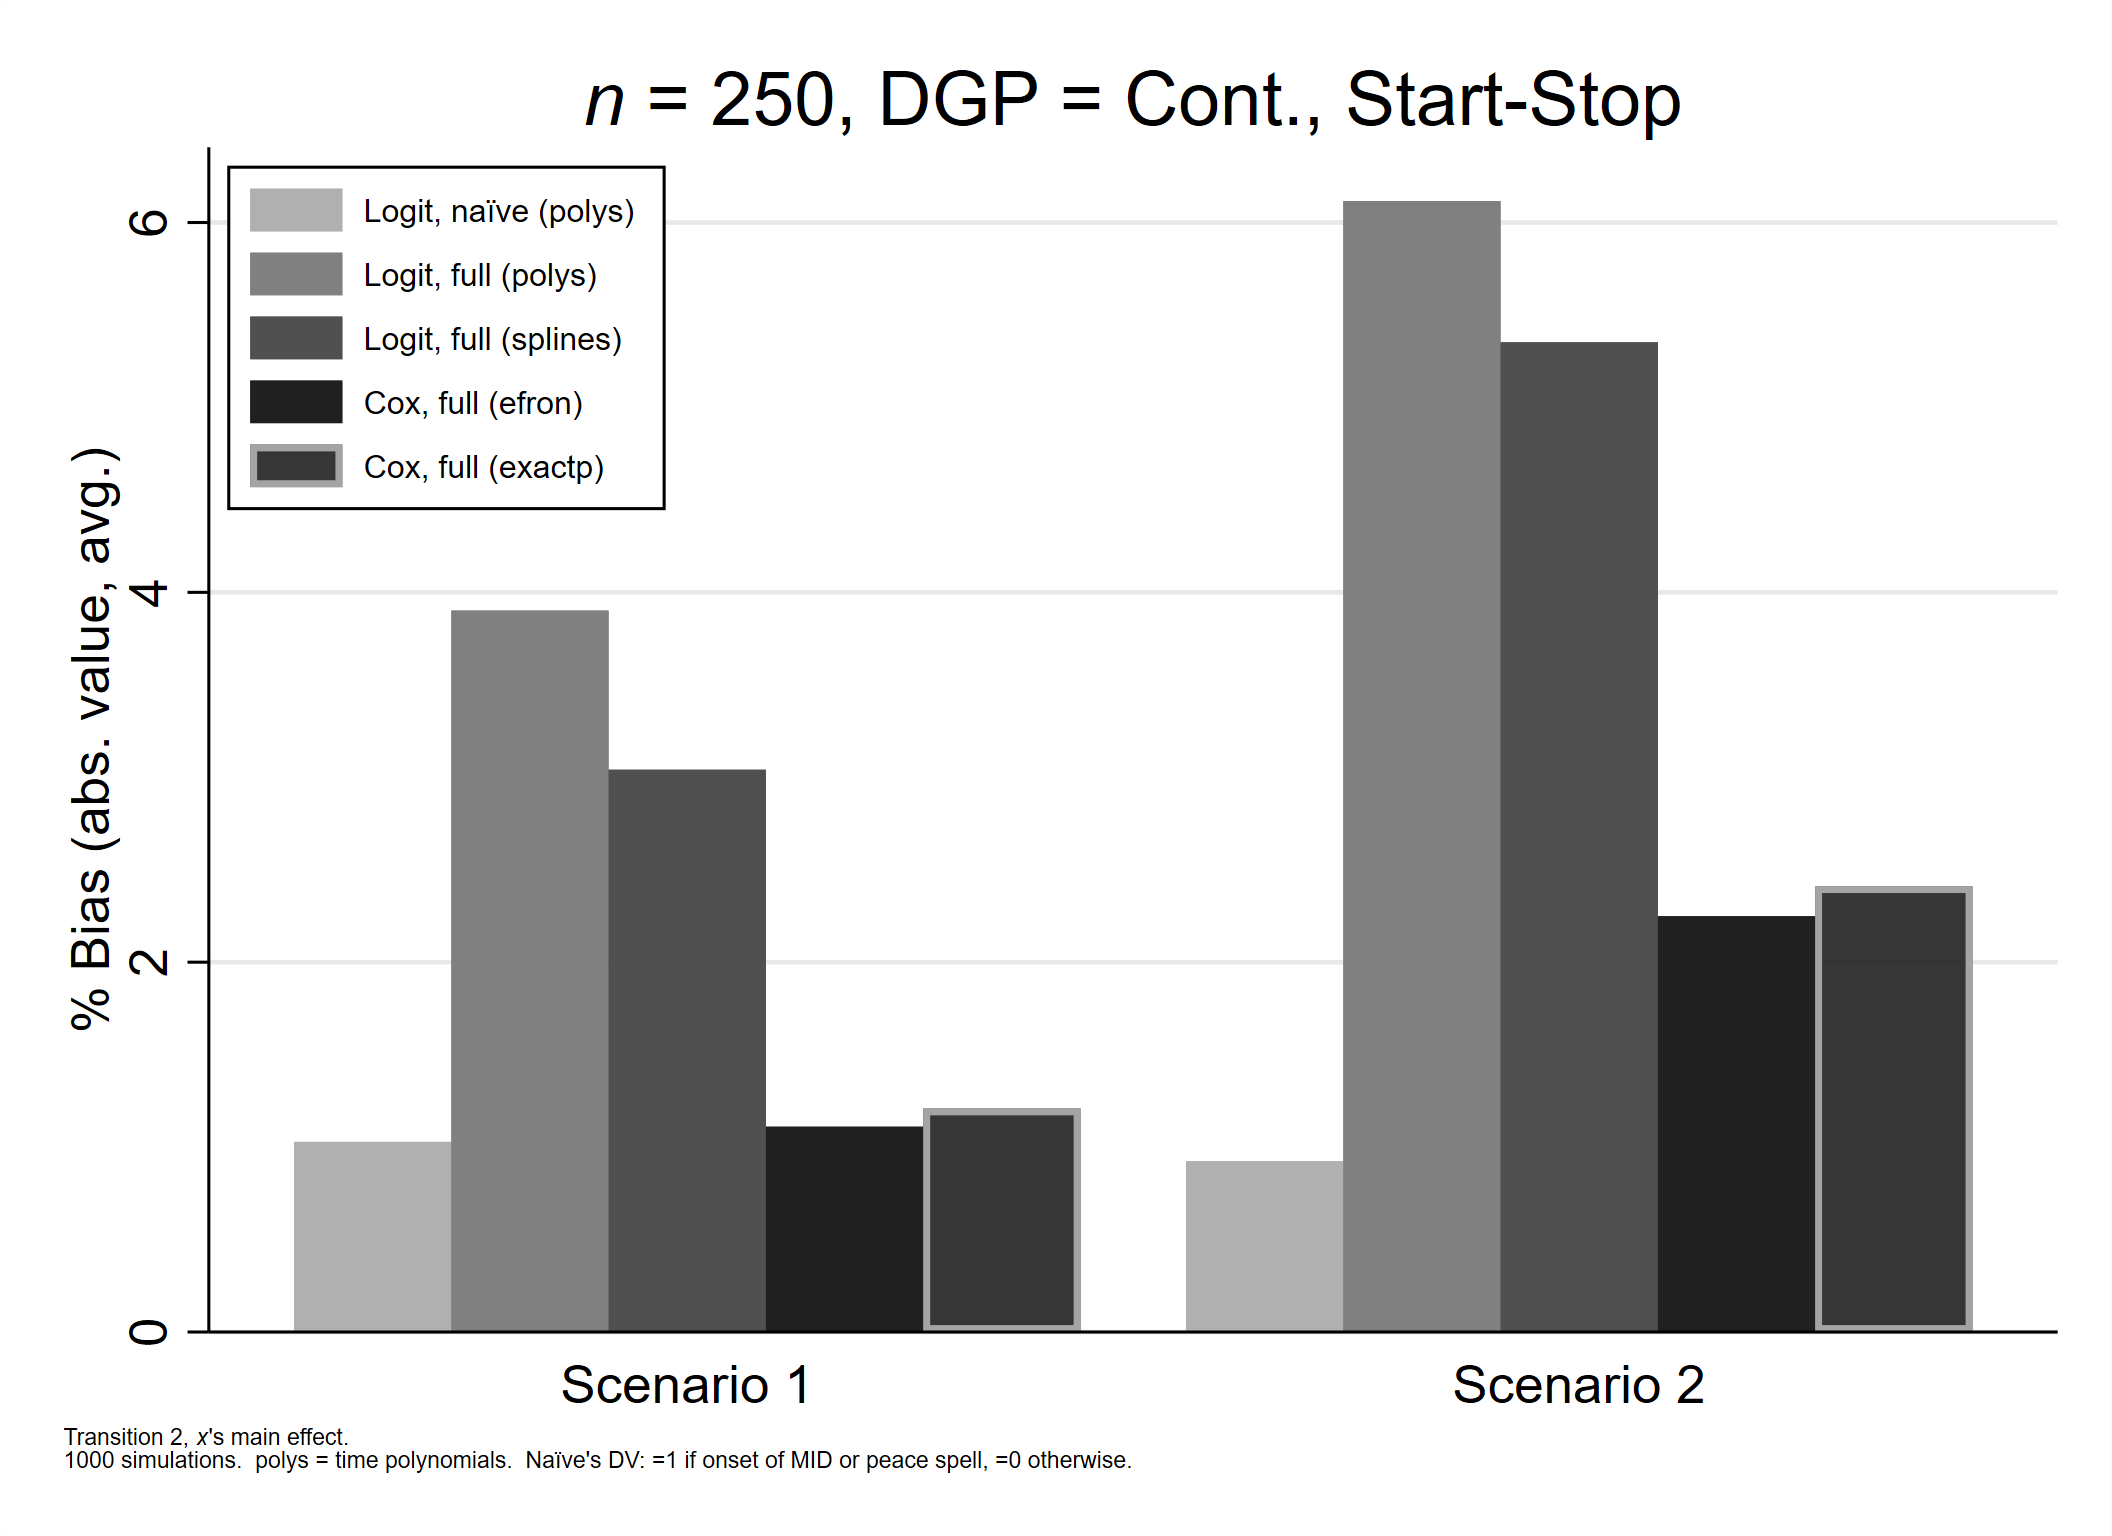 n = 250, DGP = Cont., Start-Stop
Logit, naïve (polys)
Logit, full (polys)
Logit, full (splines)
Cox, full (efron)
Cox, full (exactp)
% Bias (abs. value, avg.)
6
4
2
0
Scenario 1
Scenario 2
Transition 2, x's main effect.
1000 simulations.  polys = time polynomials.  Naïve's DV: =1 if onset of MID or peace spell, =0 otherwise.